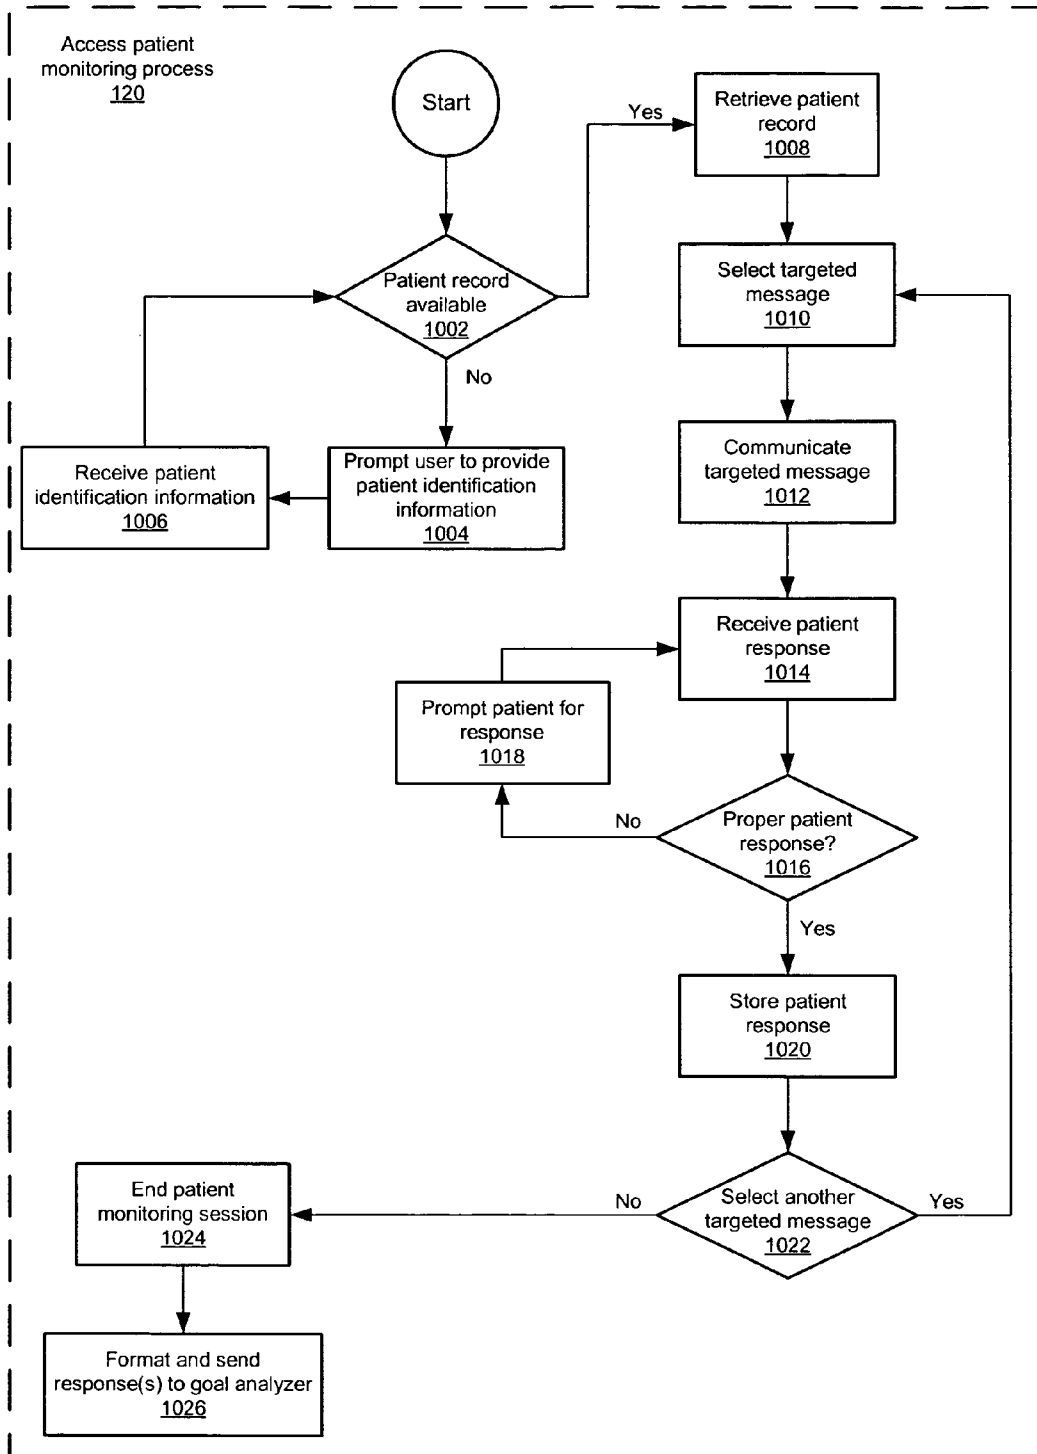 Access patient
monitoring process
120
Start
Yes
Retrieve patient
record
1008
Patient record
available
1002
No
Select targeted
message
1010
Receive patient
identification information
1006
Prompt user to provide
patient identification
information
1004
Communicate
targeted message
1012
Receive patient
response
1014
Prompt patient for
response
1018
No
Proper patient
response?
1016
Yes
Store patient
response
1020
Select another
targeted message
1022
Yes
No
End patient
monitoring session
1024
Format and send
response(s) to goal analyzer
1026